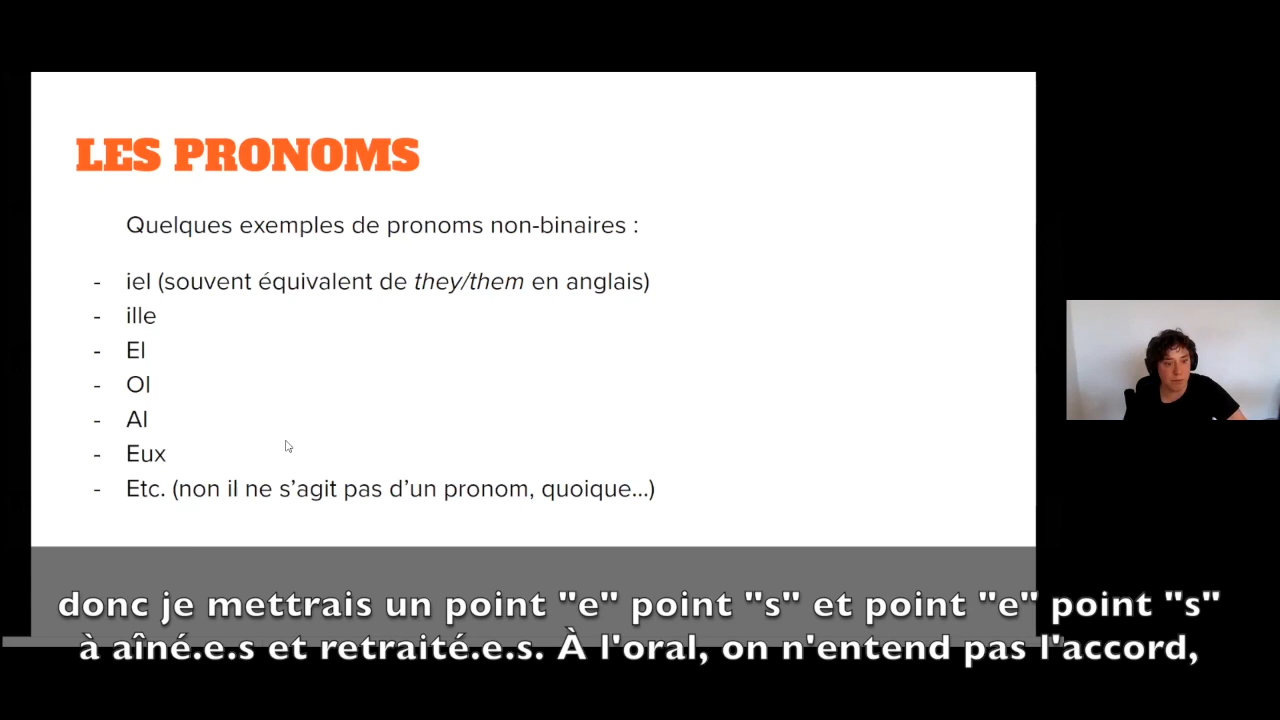 LES PRONOMS
Quelques exemples de pronoms non-binaires :
- iel (souvent équivalent de they/them en anglais)
- ille
- El
- Ol
- Al
- Eux
- Etc. (non il ne s'agit pas d'un pronom, quoique...)
donc je mettrais un point "e" point "s" et point "e" point "s"
à aîné.e.s et retraité.e.s. À l'oral, on n'entend pas l'accord,